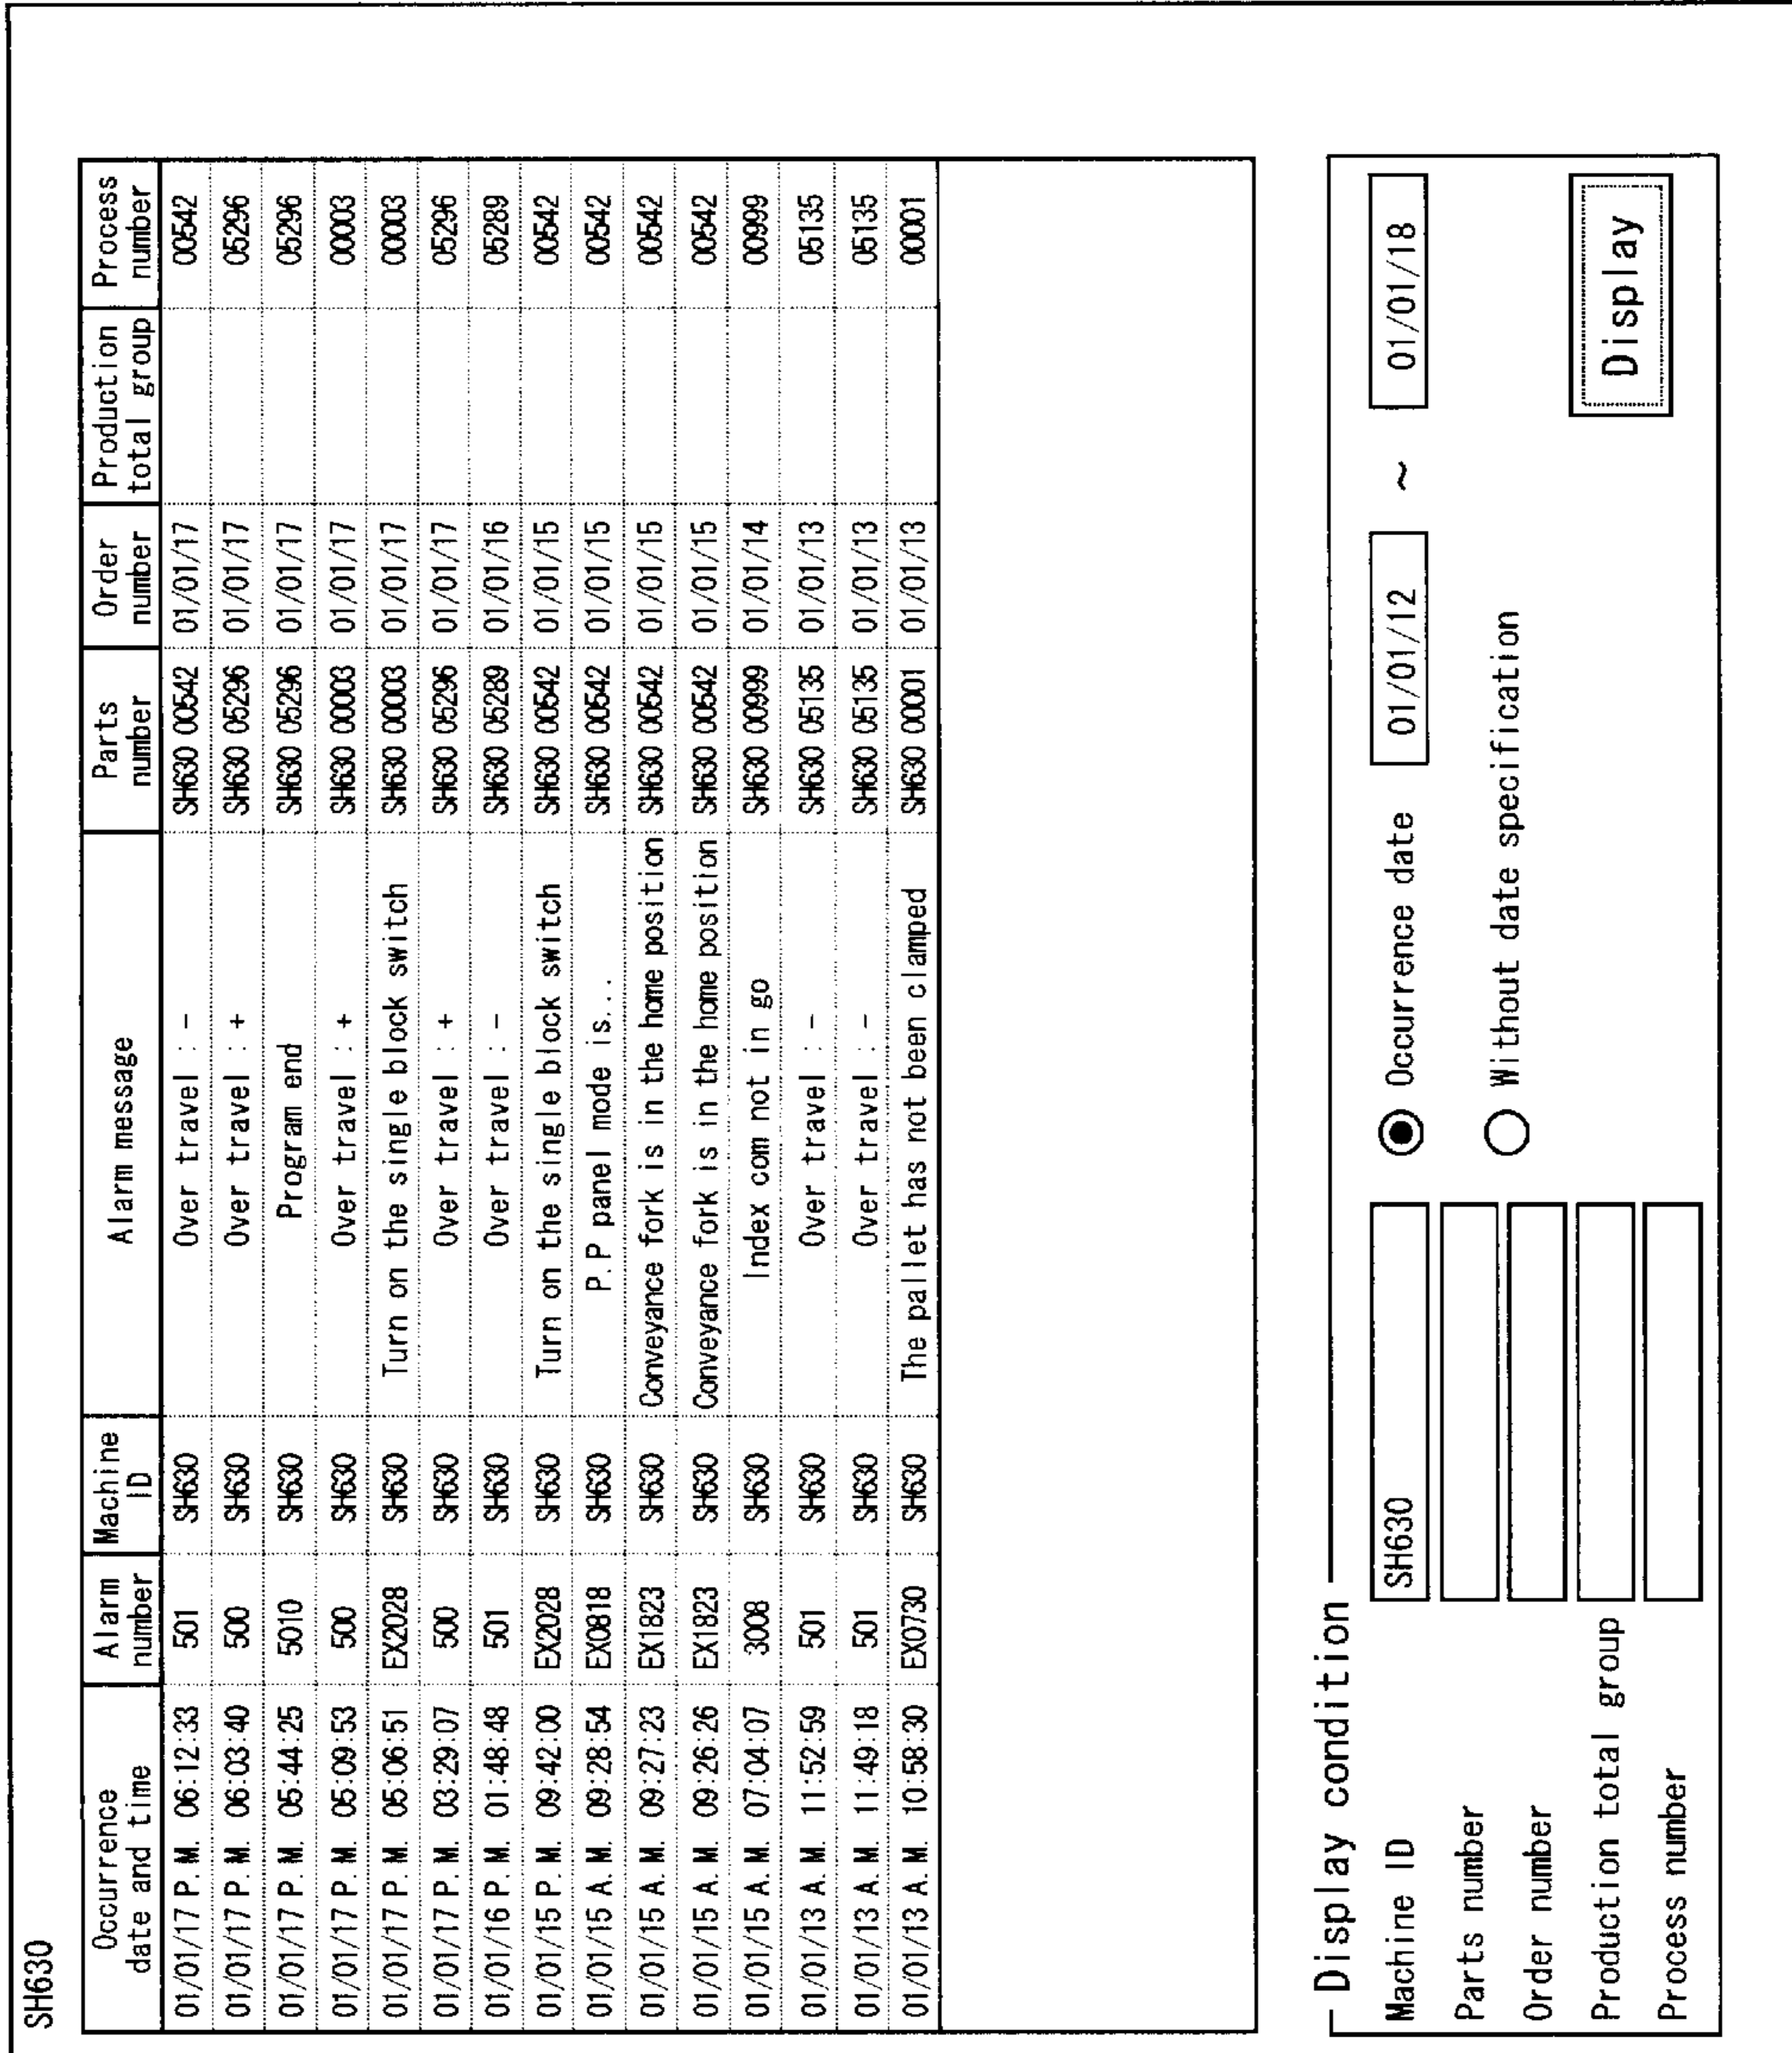 SH630
Occurrence date and time Alarm number Machine ID Alarm message Parts number Order number Production total group Process number
01/01/17 P.M. 06:12:33 501 SH630 Over travel : - SH630 00542 01/01/17 00542
01/01/17 P.M. 06:03:40 500 SH630 Over travel : + SH630 05296 01/01/17 05296
01/01/17 P.M. 05:44:25 5010 SH630 Program end SH630 05296 01/01/17 05296
01/01/17 P.M. 05:09:53 500 SH630 Over travel : + SH630 00003 01/01/17 00003
01/01/17 P.M. 05:06:51 EX2028 SH630 Turn on the single block switch SH630 00003 01/01/17 00003
01/01/17 P.M. 03:29:07 500 SH630 Over travel : + SH630 05296 01/01/17 05296
01/01/16 P.M. 01:48:48 501 SH630 Over travel : - SH630 05289 01/01/16 05289
01/01/15 P.M. 09:42:00 EX2028 SH630 Turn on the single block switch SH630 00542 01/01/15 00542
01/01/15 A.M. 09:28:54 EX0818 SH630 P.P panel mode is... SH630 00542 01/01/15 00542
01/01/15 A.M. 09:27:23 EX1823 SH630 Conveyance fork is in the home position SH630 00542 01/01/15 00542
01/01/15 A.M. 09:26:26 EX1823 SH630 Conveyance fork is in the home position SH630 00542 01/01/15 00542
01/01/15 A.M. 07:04:07 3008 SH630 Index com not in go SH630 00999 01/01/14 00999
01/01/13 A.M. 11:52:59 501 SH630 Over travel : - SH630 05135 01/01/13 05135
01/01/13 A.M. 11:49:18 501 SH630 Over travel : - SH630 05135 01/01/13 05135
01/01/13 A.M. 10:58:30 EX0730 SH630 The pallet has not been clamped SH630 00001 01/01/13 00001
Display condition
Machine ID SH630 Occurrence date 01/01/12 ~ 01/01/18
Parts number
Order number Without date specification
Production total group Display
Process number